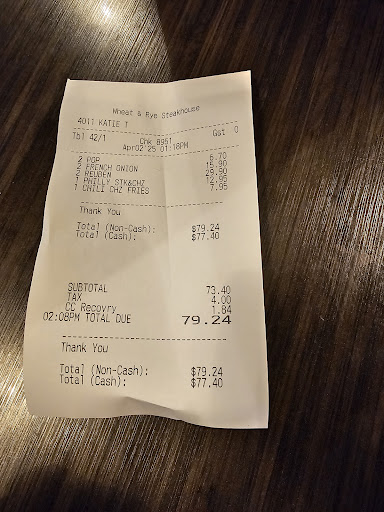 Wheat & Rye Steakhouse
4011 KATIE T
Tbl 42/1 Chk 8951 Gst 0
Apr02'25 01:18PM
2 POP 6.70
2 FRENCH ONION 15.90
2 REUBEN 29.90
1 PHILLY STK&CHZ 12.95
1 CHILI CHZ FRIES 7.95
Thank You
Total (Non-Cash): $79.24
Total (Cash): $77.40
SUBTOTAL 73.40
TAX 4.00
CC Recovry 1.84
02:08PM TOTAL DUE 79.24
Thank You
Total (Non-Cash): $79.24
Total (Cash): $77.40